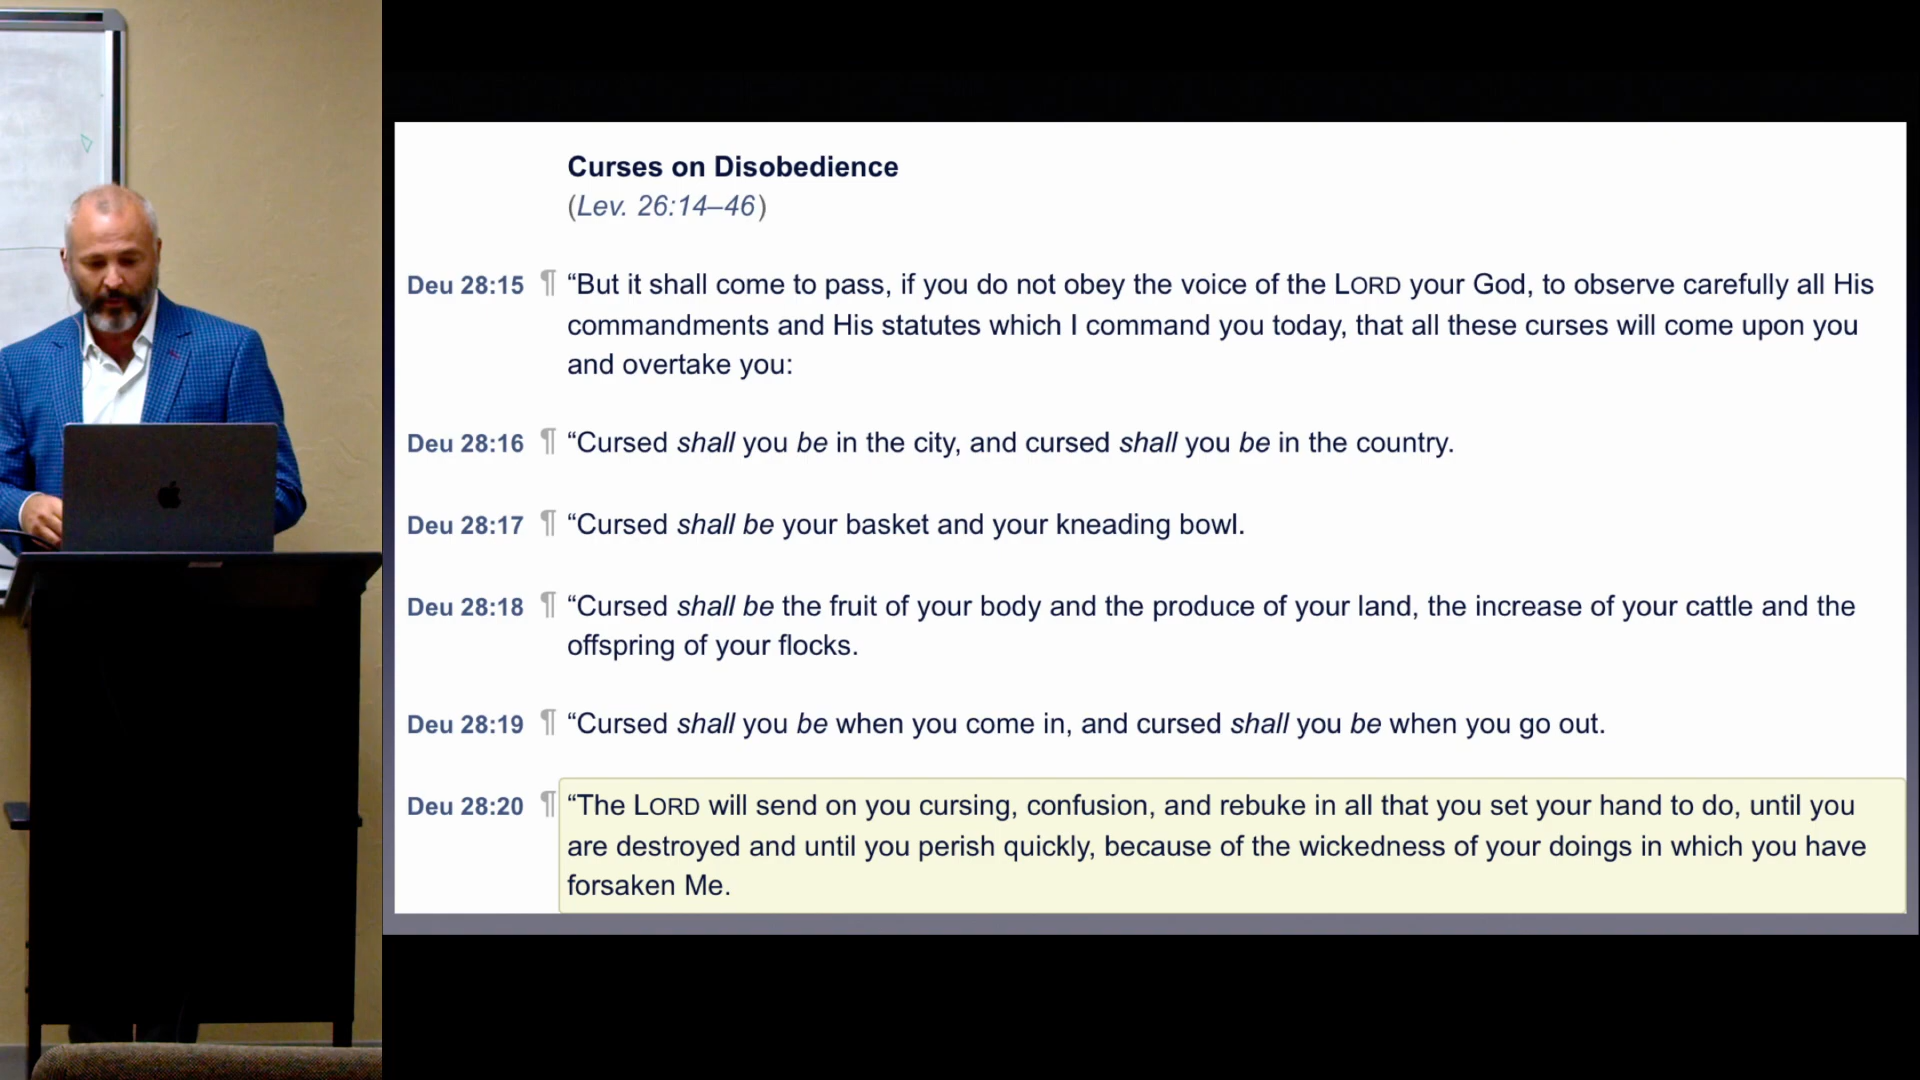 Curses on Disobedience
(Lev. 26:14–46)
Deu 28:15 ¶ “But it shall come to pass, if you do not obey the voice of the LORD your God, to observe carefully all His
commandments and His statutes which I command you today, that all these curses will come upon you
and overtake you:
Deu 28:16 ¶ “Cursed shall you be in the city, and cursed shall you be in the country.
Deu 28:17 ¶ “Cursed shall be your basket and your kneading bowl.
Deu 28:18 ¶ “Cursed shall be the fruit of your body and the produce of your land, the increase of your cattle and the
offspring of your flocks.
Deu 28:19 ¶ “Cursed shall you be when you come in, and cursed shall you be when you go out.
Deu 28:20 ¶ “The LORD will send on you cursing, confusion, and rebuke in all that you set your hand to do, until you
are destroyed and until you perish quickly, because of the wickedness of your doings in which you have
forsaken Me.